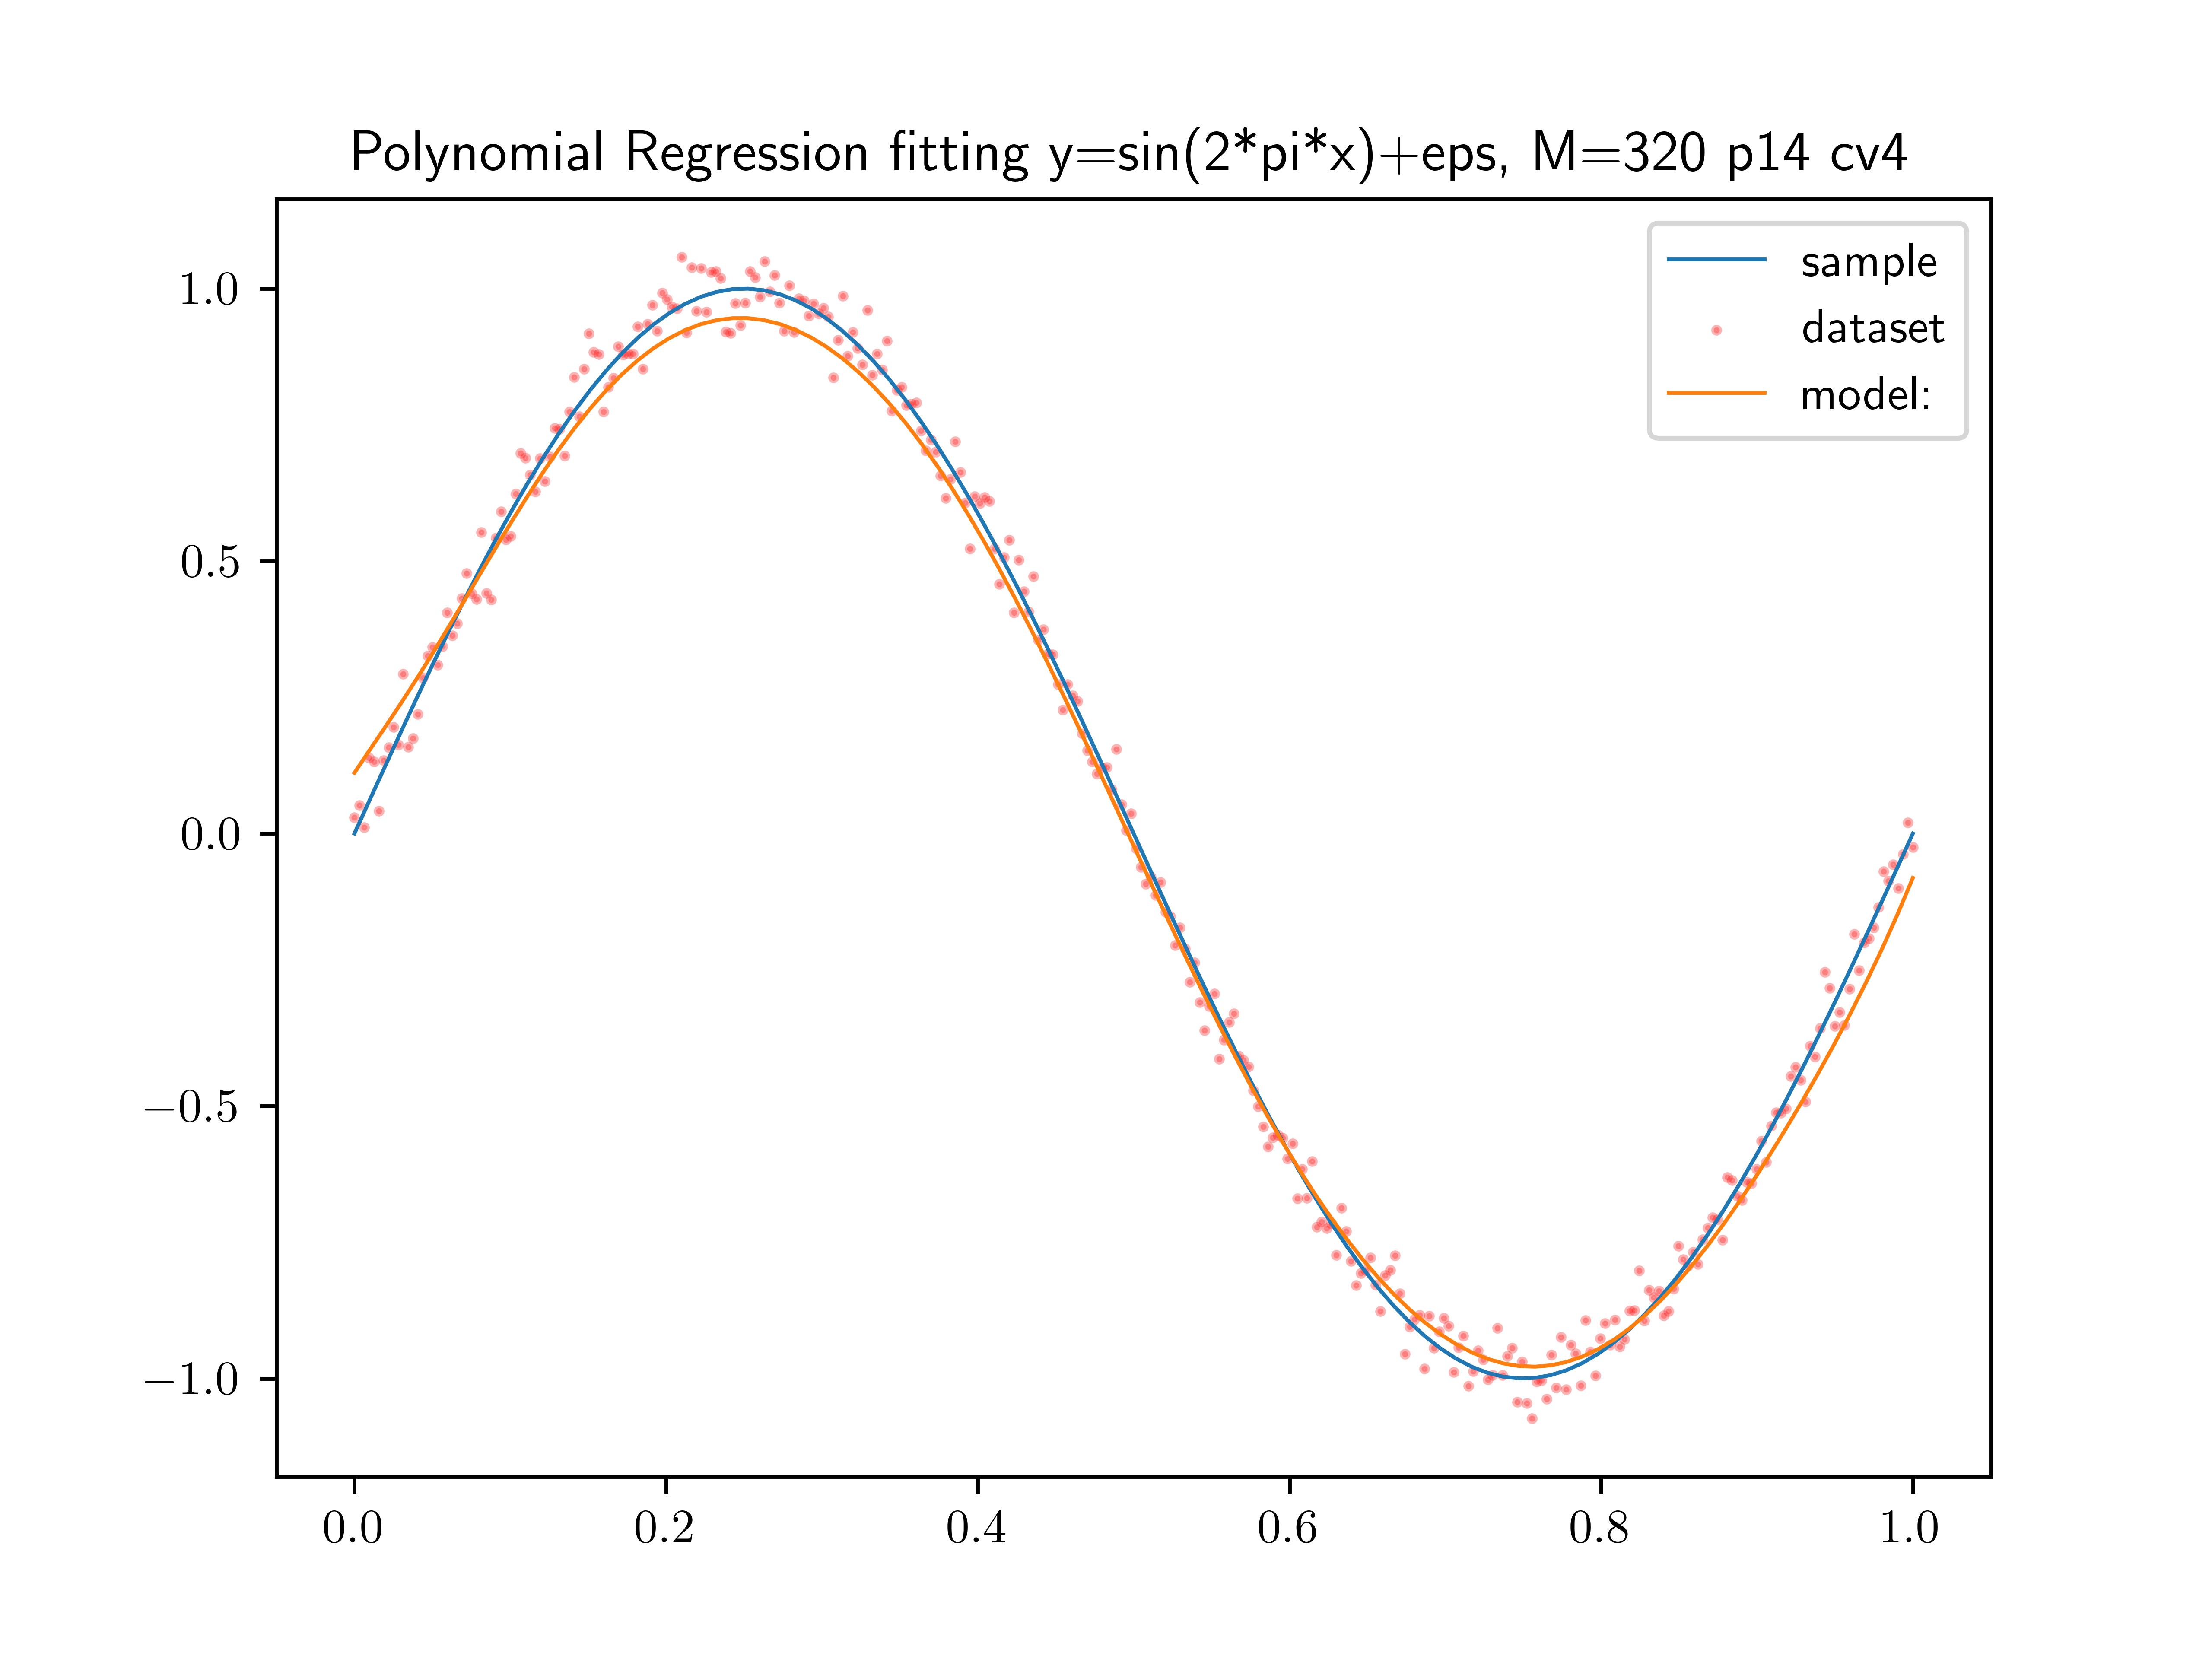 Polynomial Regression fitting y=sin(2*pi*x)+eps, M=320 p14 cv4
sample
dataset
model:
1.0
0.5
0.0
−0.5
−1.0
0.0 0.2 0.4 0.6 0.8 1.0